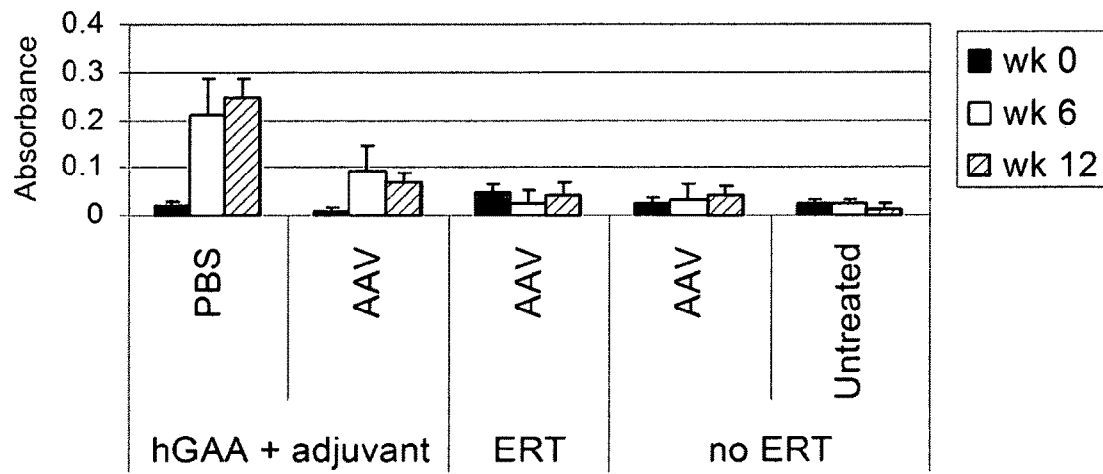 0.4
0.3
0.2
0.1
0
Absorbance
wk 0
wk 6
wk 12
PBS
AAV
AAV
AAV
Untreated
hGAA + adjuvant
ERT
no ERT